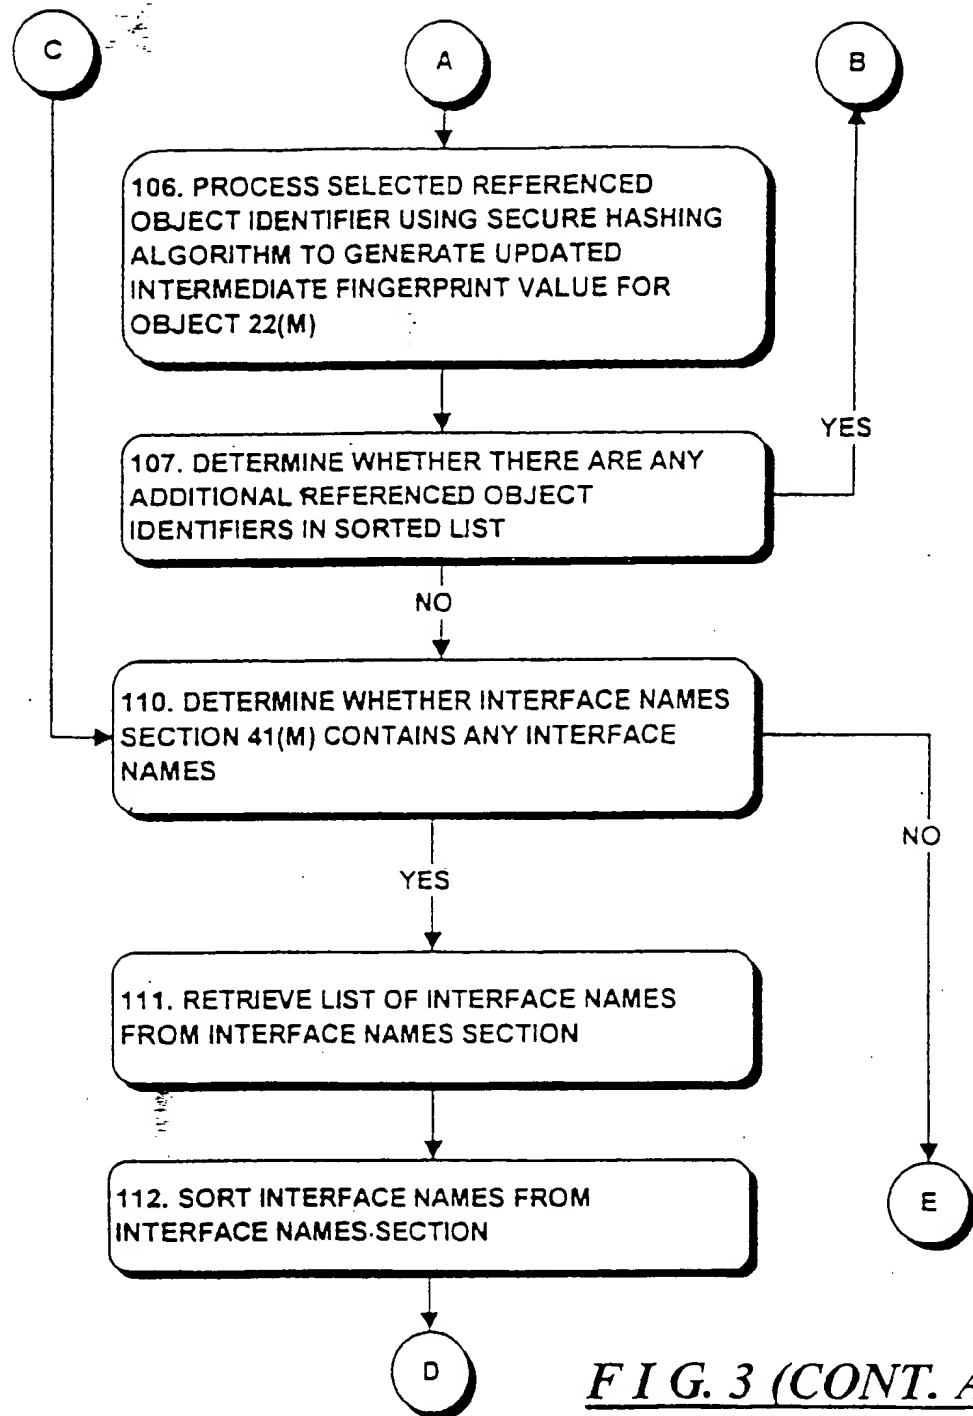 C
A
B
106. PROCESS SELECTED REFERENCED
OBJECT IDENTIFIER USING SECURE HASHING
ALGORITHM TO GENERATE UPDATED
INTERMEDIATE FINGERPRINT VALUE FOR
OBJECT 22(M)
YES
107. DETERMINE WHETHER THERE ARE ANY
ADDITIONAL REFERENCED OBJECT
IDENTIFIERS IN SORTED LIST
NO
110. DETERMINE WHETHER INTERFACE NAMES
SECTION 41(M) CONTAINS ANY INTERFACE
NAMES
NO
YES
111. RETRIEVE LIST OF INTERFACE NAMES
FROM INTERFACE NAMES SECTION
112. SORT INTERFACE NAMES FROM
INTERFACE NAMES SECTION
E
D
FIG. 3 (CONT. A